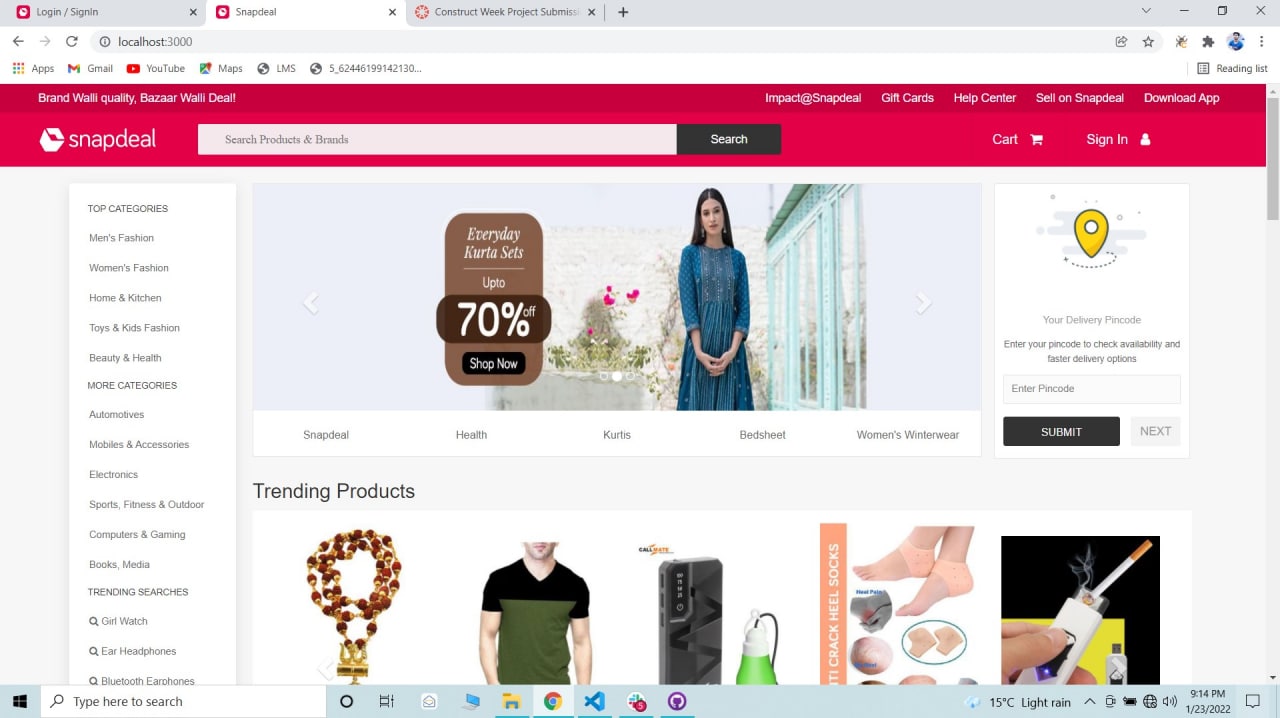 Login / SignIn
Snapdeal
Construct Week Project Submissi
localhost:3000
Apps
Gmail
YouTube
Maps
LMS
5_62446199142130...
Reading list
Brand Walli quality, Bazaar Walli Deal!
Impact@Snapdeal
Gift Cards
Help Center
Sell on Snapdeal
Download App
snapdeal
Search Products & Brands
Search
Cart
Sign In
TOP CATEGORIES
Men's Fashion
Women's Fashion
Home & Kitchen
Toys & Kids Fashion
Beauty & Health
MORE CATEGORIES
Automotives
Mobiles & Accessories
Electronics
Sports, Fitness & Outdoor
Computers & Gaming
Books, Media
TRENDING SEARCHES
Girl Watch
Ear Headphones
Bluetooth Earphones
Everyday
Kurta Sets
Upto
70% off
Shop Now
Snapdeal
Health
Kurtis
Bedsheet
Women's Winterwear
Your Delivery Pincode
Enter your pincode to check availability and
faster delivery options
Enter Pincode
SUBMIT
NEXT
Trending Products
CALLMATE
CRACK HEEL SOCKS
Heel Pain
Type here to search
5
15°C Light rain
9:14 PM
1/23/2022